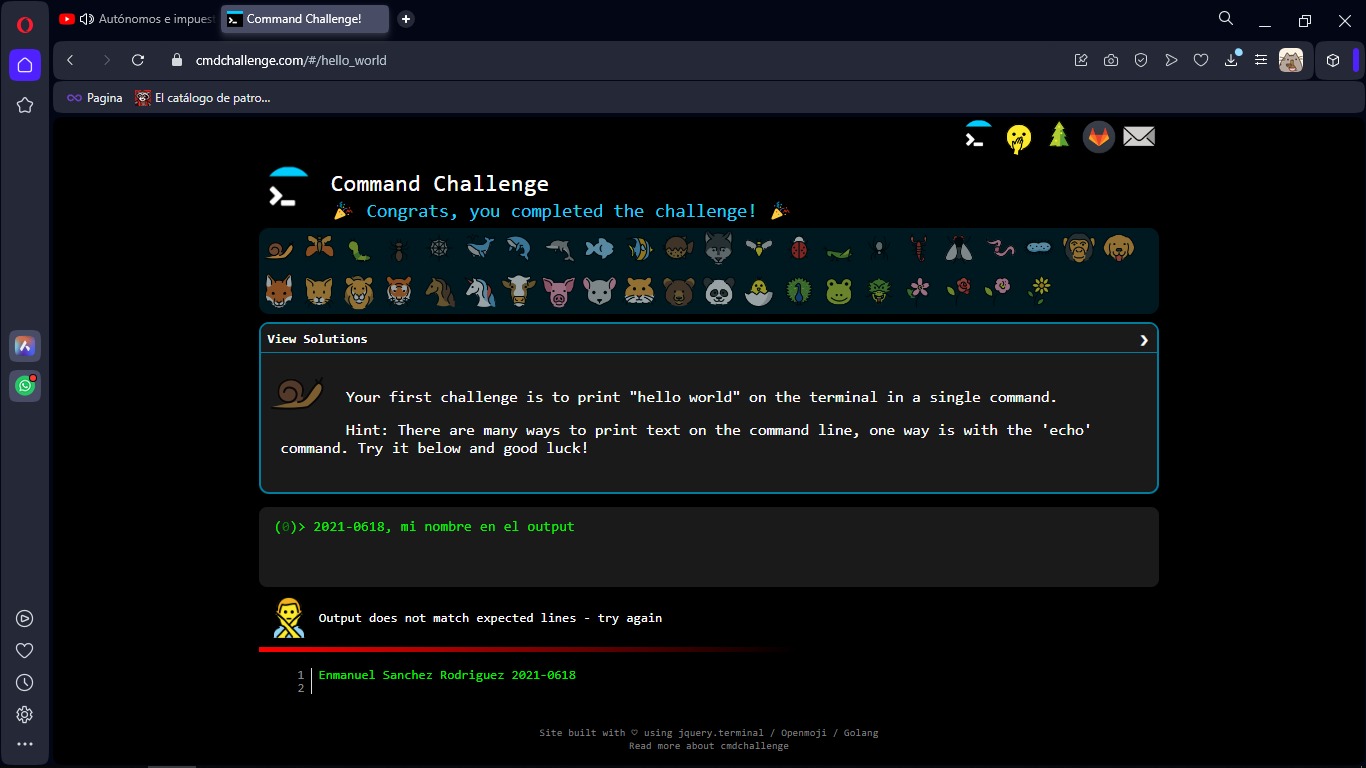 Autónomos e impues
Command Challenge!
cmdchallenge.com/#/hello_world
Pagina
El catálogo de patro...
Command Challenge
Congrats, you completed the challenge!
View Solutions
Your first challenge is to print "hello world" on the terminal in a single command.
Hint: There are many ways to print text on the command line, one way is with the 'echo'
command. Try it below and good luck!
(0)> 2021-0618, mi nombre en el output
Output does not match expected lines - try again
1 Enmanuel Sanchez Rodriguez 2021-0618
2
Site built with ♡ using jquery.terminal / Openmoji / Golang
Read more about cmdchallenge